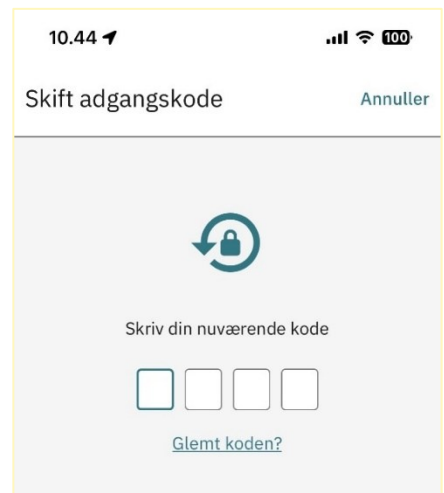 10.44
100
Skift adgangskode
Annuller
Skriv din nuværende kode
Glemt koden?